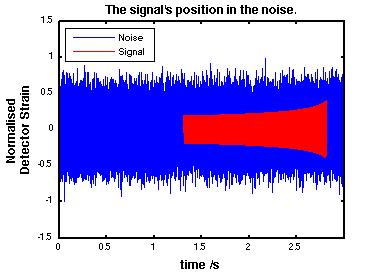 The signal's position in the noise.
Noise
Signal
1.5
1
0.5
0
-0.5
-1
-1.5
Normalised
Detector Strain
0 0.5 1 1.5 2 2.5
time /s